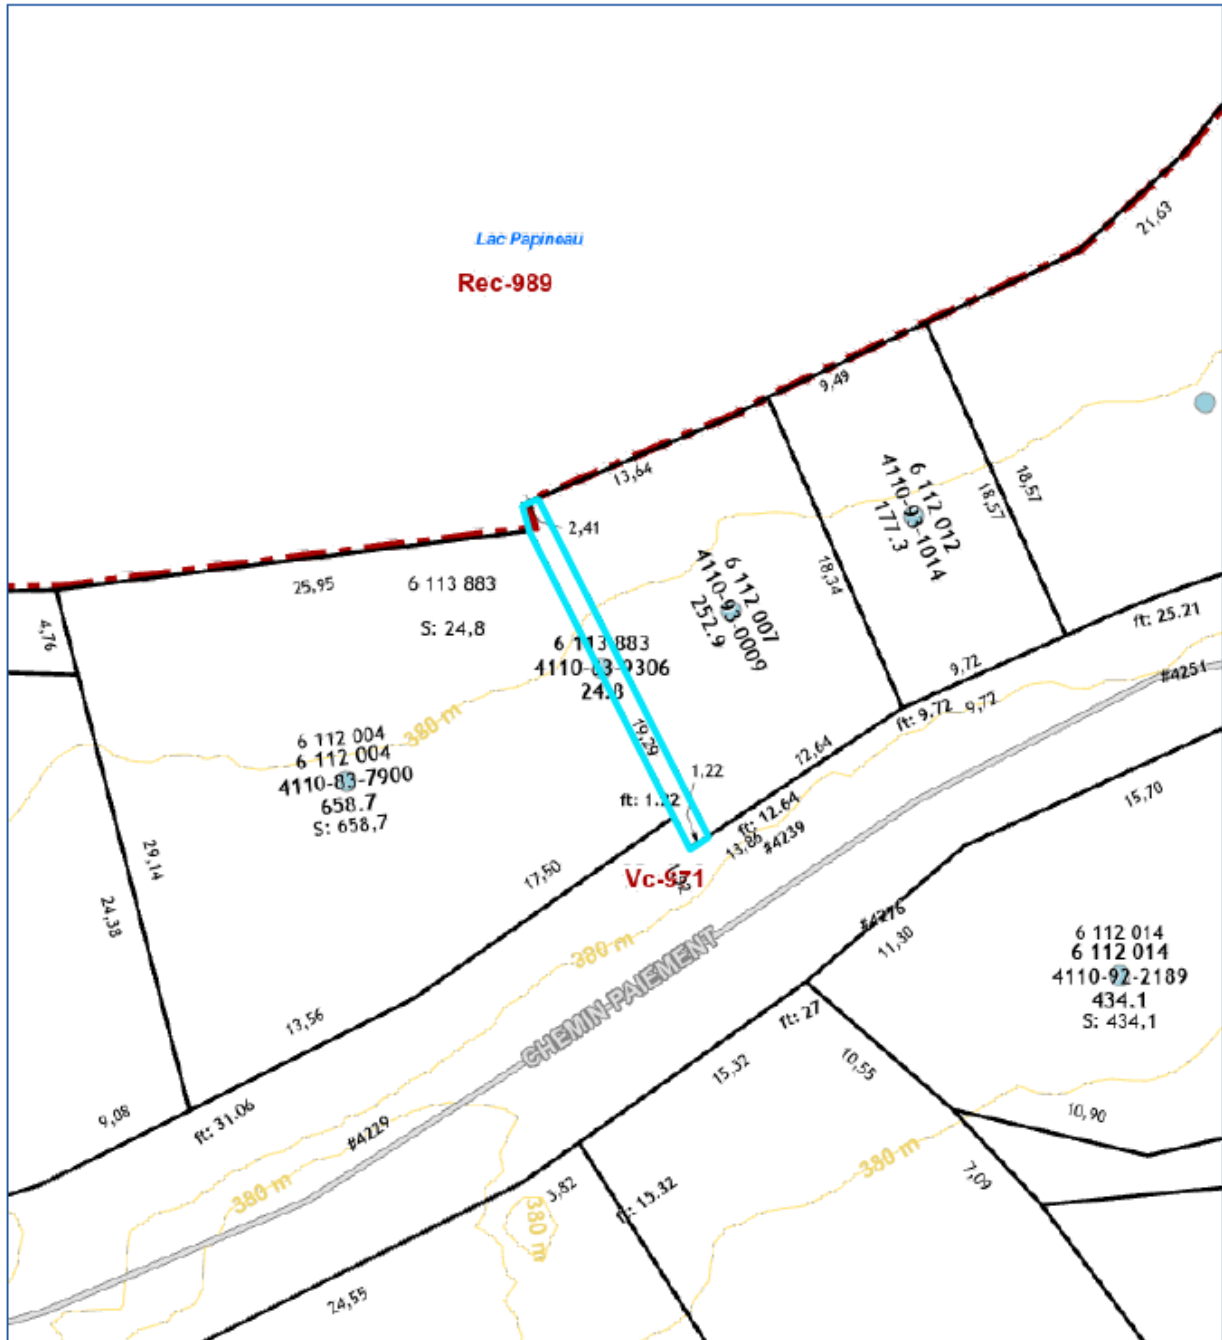 21,63
Lac Papineau
Rec-989
9,49
13,64
18,57
18,57
6 112 012
4110-93-1014
177.3
2,41
25,95
6 113 883
S: 24,8
4,76
18,34
6 112 007
4110-93-0009
252.9
ft: 25.21
6 113 883
4110-83-9306
24.8
9,72
#4251
ft: 9.72
9,72
380 m
19,29
12,64
1,22
6 112 004
6 112 004
4110-83-7900
658.7
S: 658,7
ft: 1.22
ft: 12.64
15,70
13,86
#4239
29,14
17,50
Vc-971
24,38
#4276
11,30
380 m
6 112 014
6 112 014
4110-92-2189
434.1
S: 434,1
CHEMIN-PAIEMENT
13,56
ft: 27
15,32
10,55
9,08
ft: 31.06
#4229
10,90
380 m
380 m
7,09
3,82
ft: 15.32
380 m
24,55